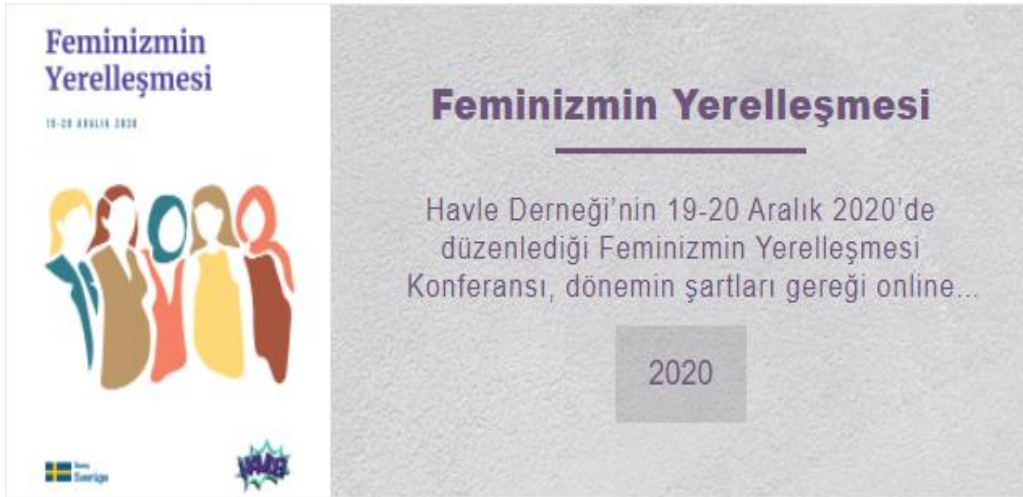 Feminizmin
Yerelleşmesi
19-20 ARALIK 2020
Sverige
HAVLE
Feminizmin Yerelleşmesi
Havle Derneği’nin 19-20 Aralık 2020’de
düzenlediği Feminizmin Yerelleşmesi
Konferansı, dönemin şartları gereği online...
2020